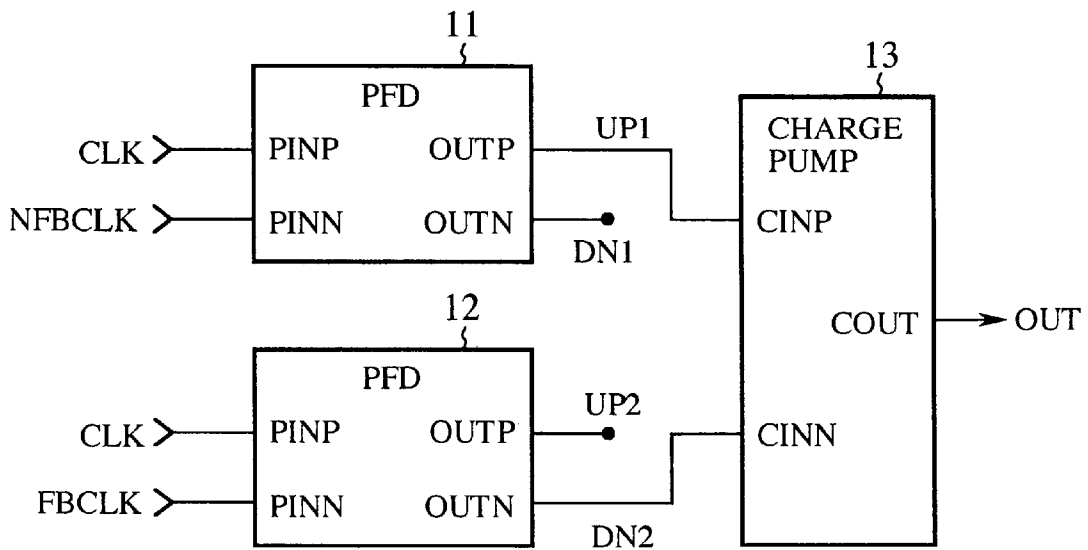 11
PFD
CLK
PINP
OUTP
UP1
NFBCLK
PINN
OUTN
DN1
13
CHARGE
PUMP
CINP
COUT
OUT
CINN
12
PFD
CLK
PINP
OUTP
UP2
FBCLK
PINN
OUTN
DN2